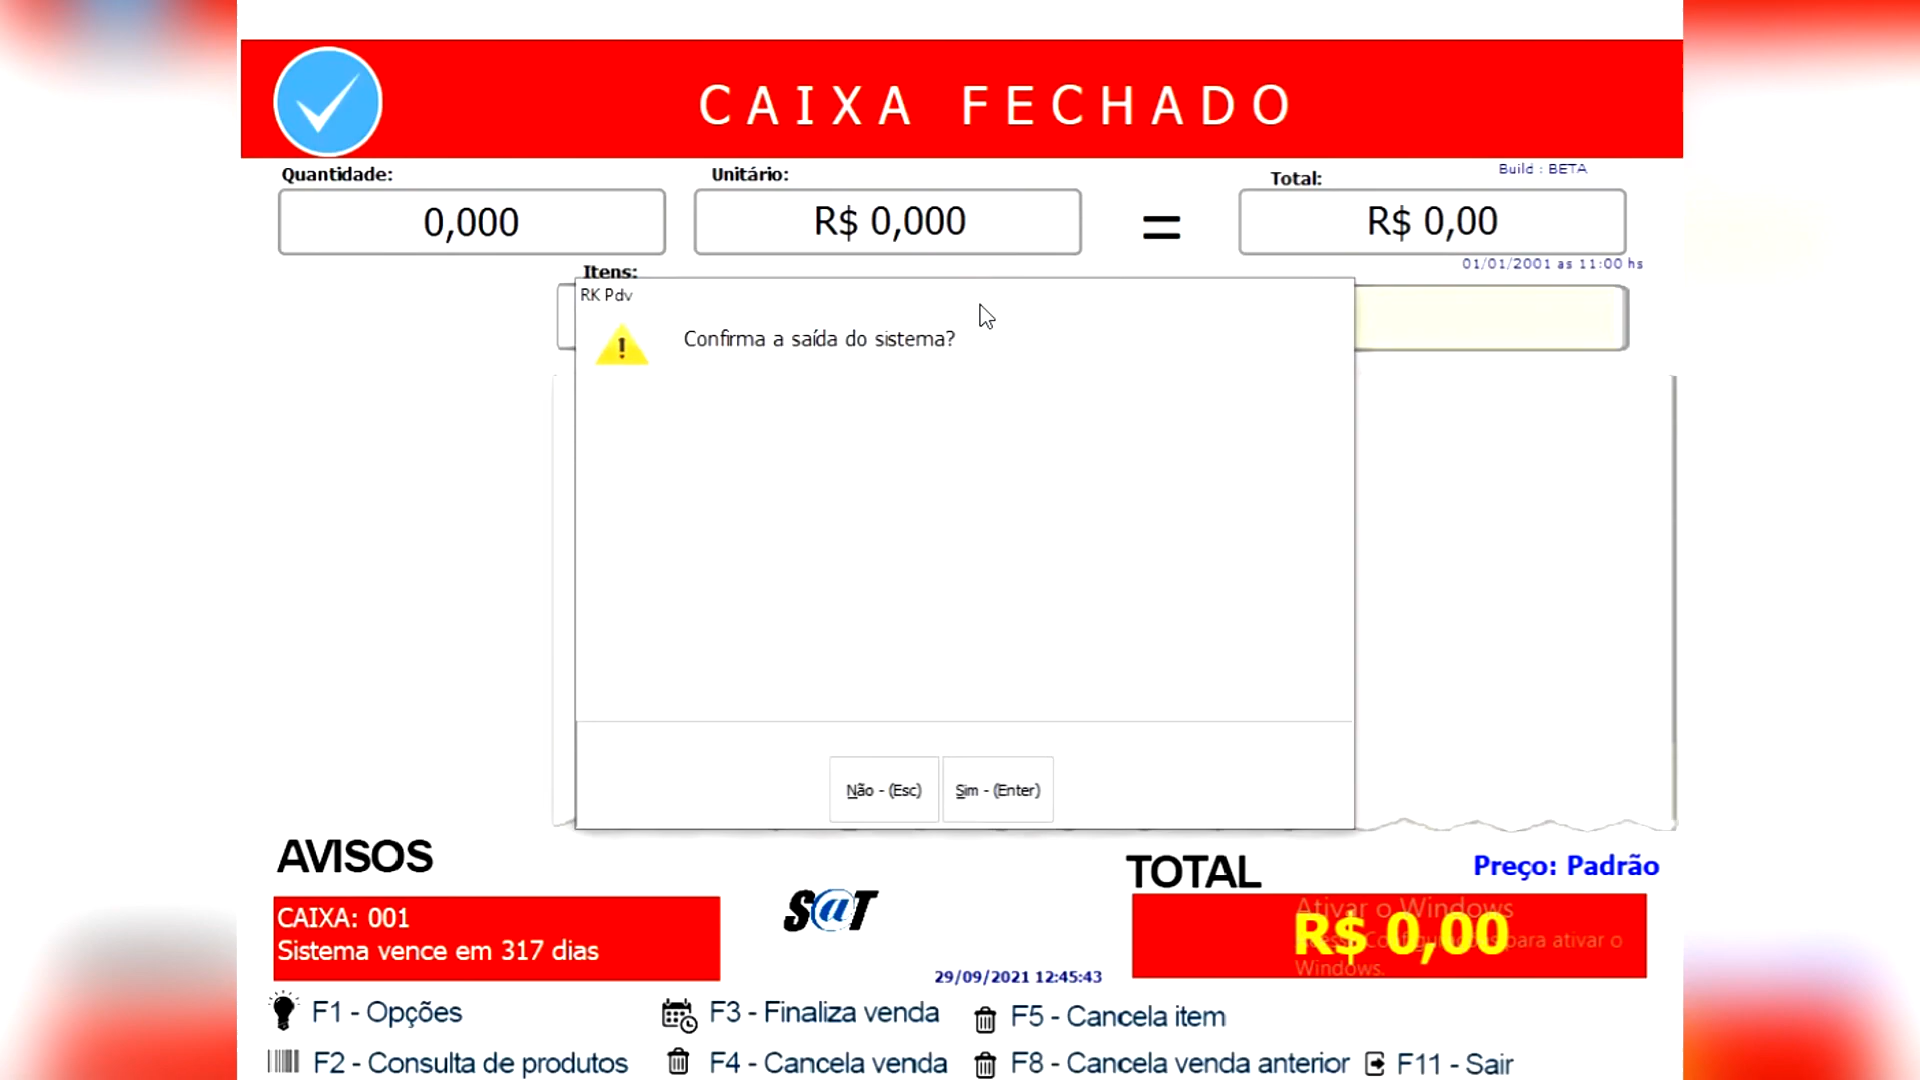 CAIXA FECHADO
Quantidade:
Unitário:
Total:
Build : BETA
0,000
R$ 0,000
=
R$ 0,00
01/01/2001 as 11:00 hs
Itens:
RK Pdv
Confirma a saída do sistema?
Não - (Esc)
Sim - (Enter)
AVISOS
CAIXA: 001
Sistema vence em 317 dias
S@T
29/09/2021 12:45:43
TOTAL
Preço: Padrão
R$ 0,00
Ativar o Windows
para ativar o
Windows.
F1 - Opções
F3 - Finaliza venda
F5 - Cancela item
F2 - Consulta de produtos
F4 - Cancela venda
F8 - Cancela venda anterior
F11 - Sair